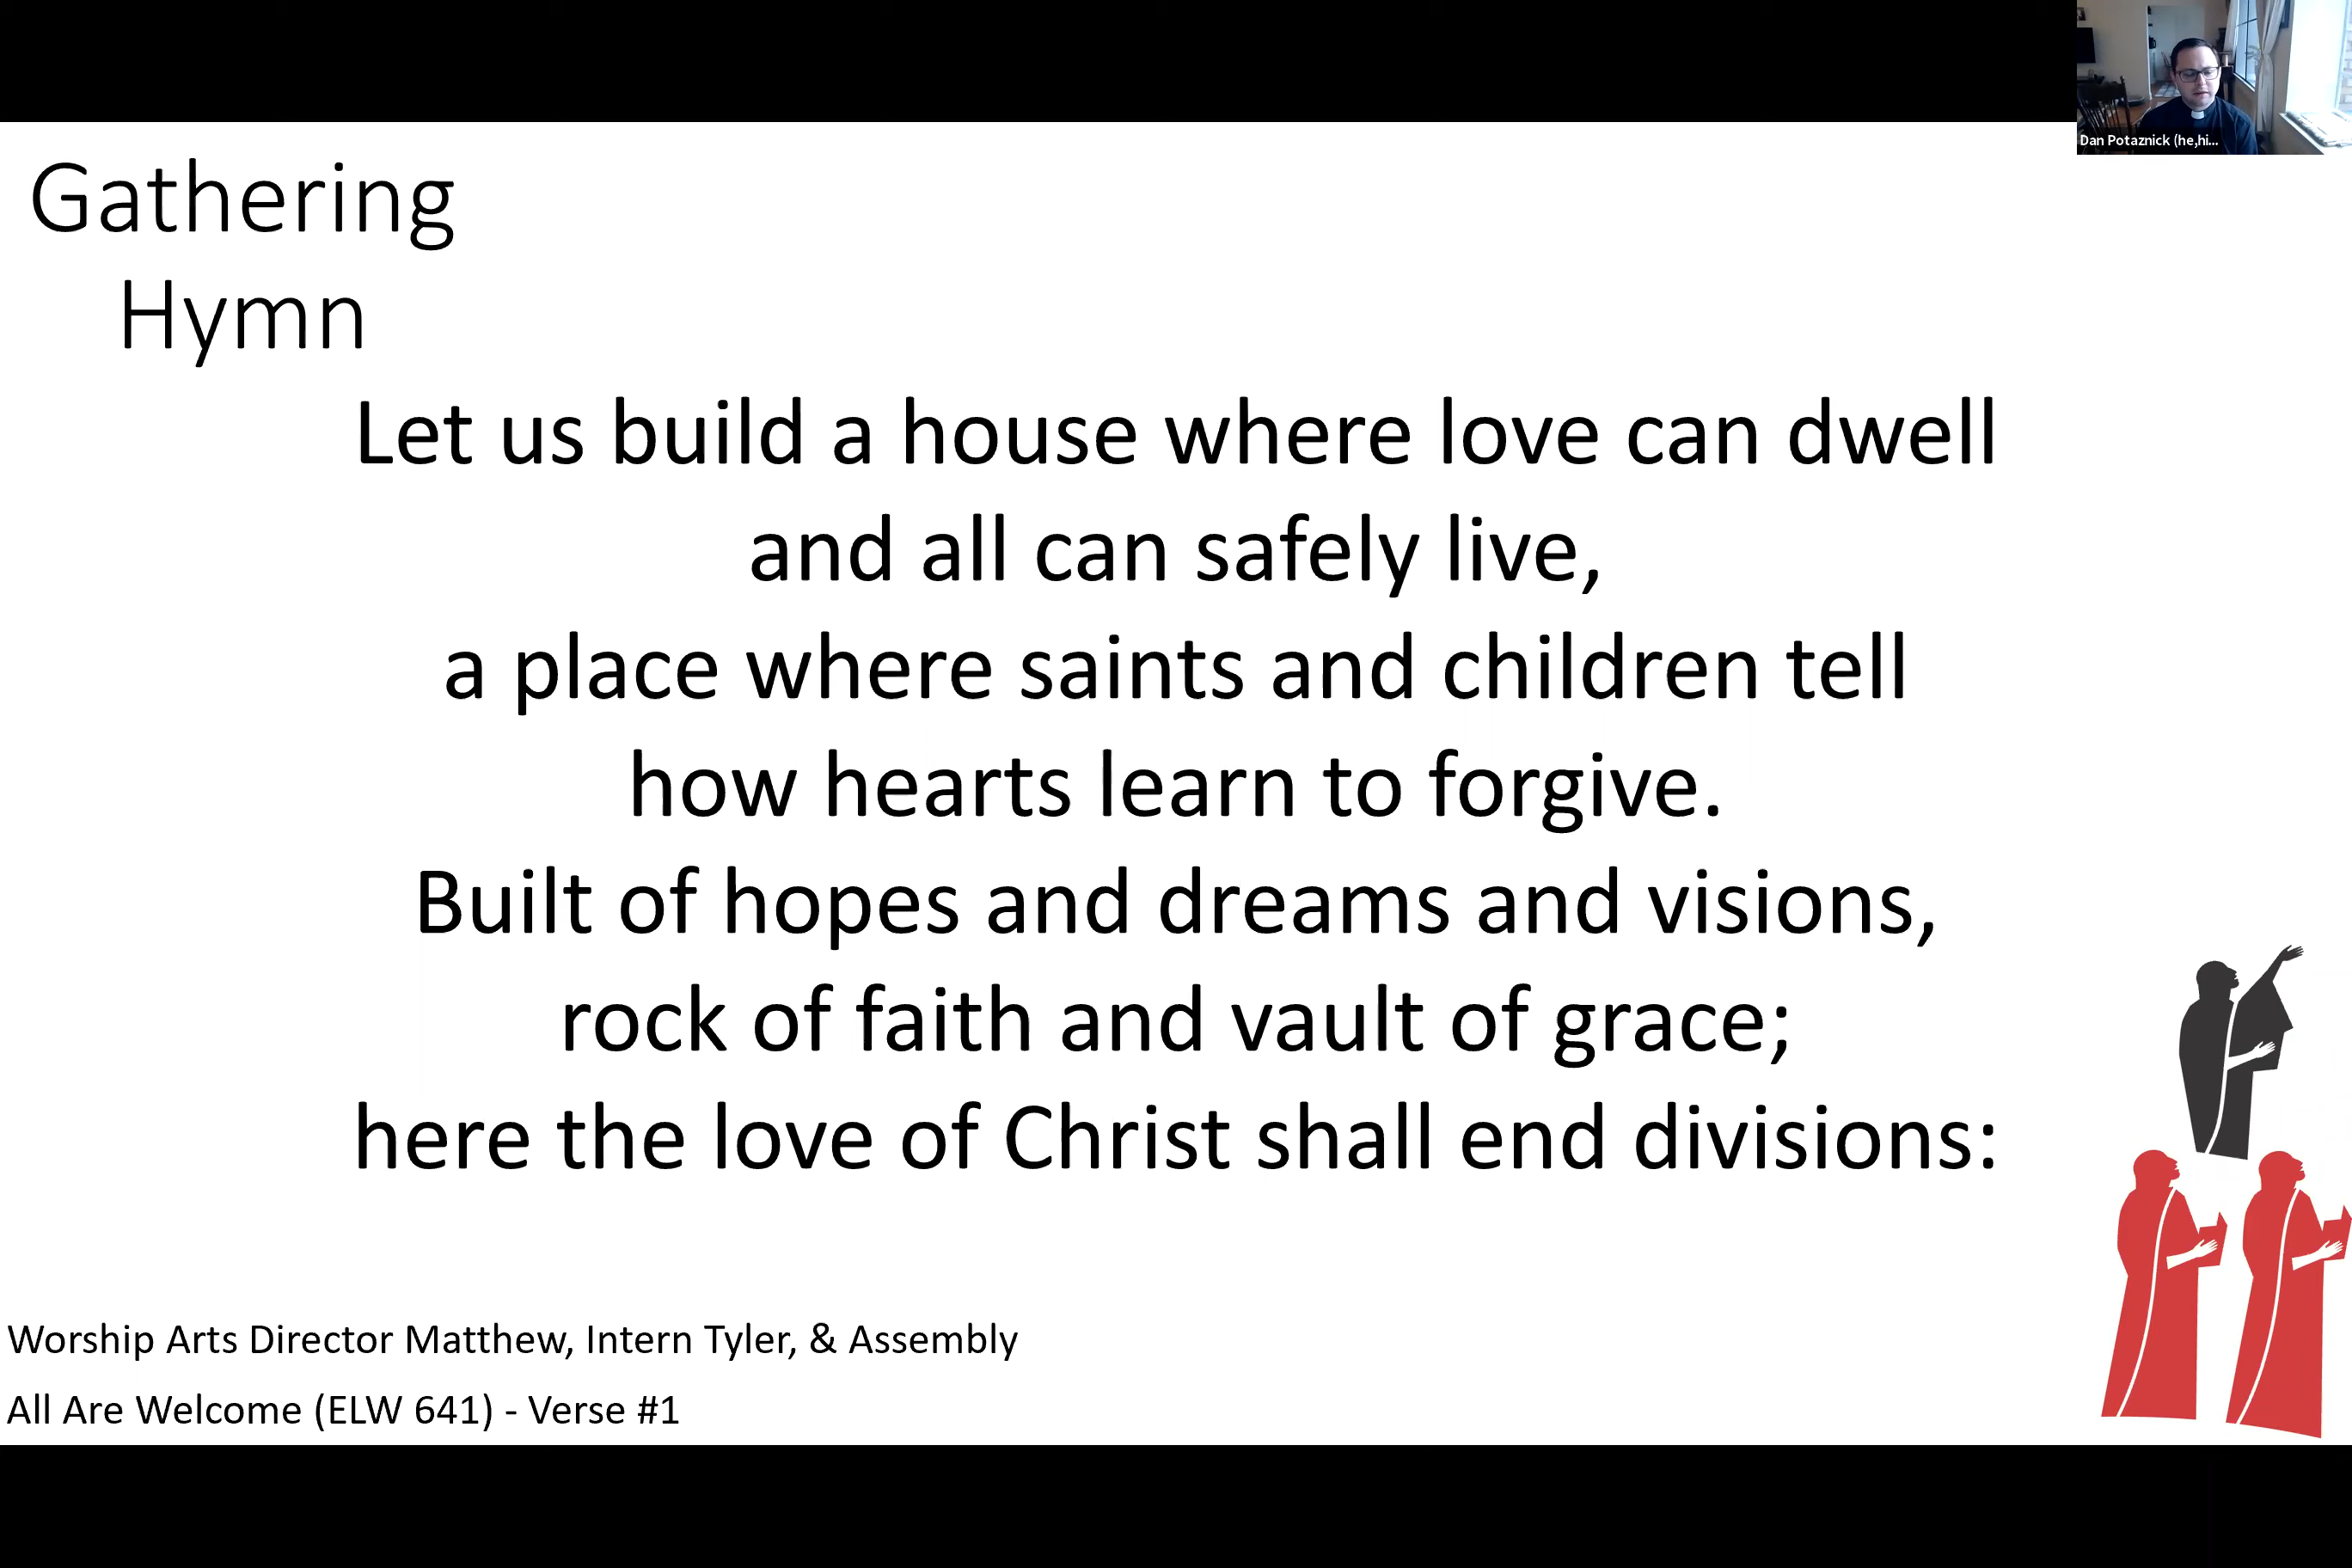 Dan Potaznick (he,hi...
Gathering
Hymn
Let us build a house where love can dwell
and all can safely live,
a place where saints and children tell
how hearts learn to forgive.
Built of hopes and dreams and visions,
rock of faith and vault of grace;
here the love of Christ shall end divisions:
Worship Arts Director Matthew, Intern Tyler, & Assembly
All Are Welcome (ELW 641) - Verse #1